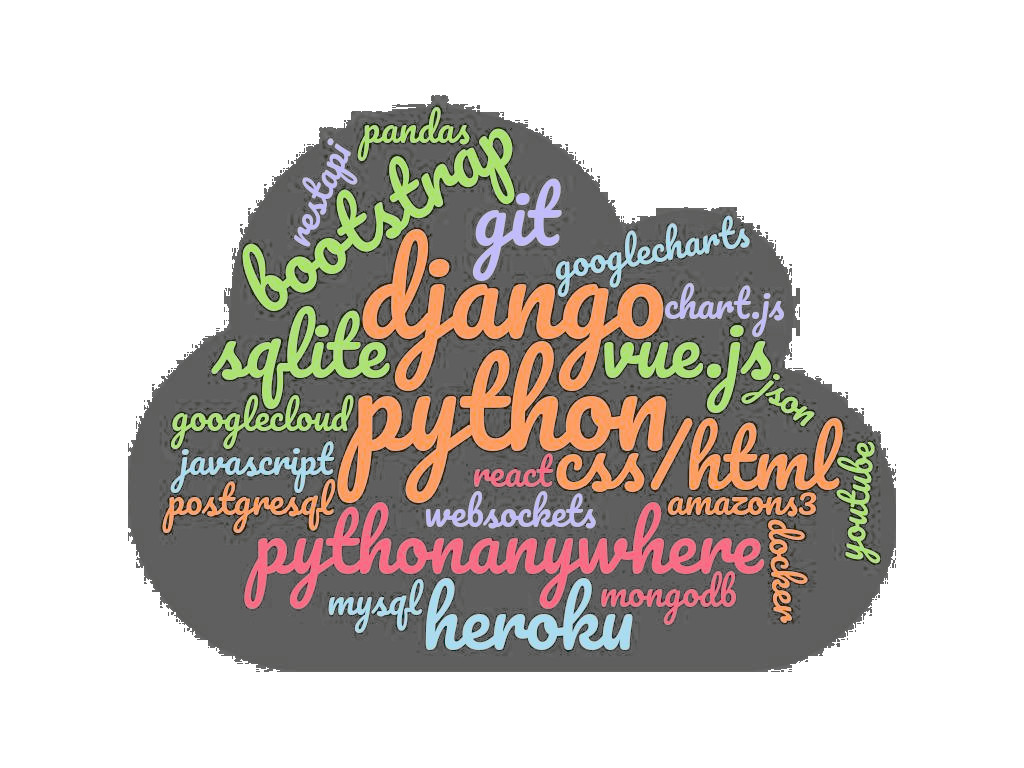 pandas
restapi
bootstrap
git
googlecharts
django
chart.js
sqlite
vue.js
json
googlecloud
python
css/html
youtube
javascript
react
postgresql
amazons3
websockets
docker
pythonanywhere
mysql
mongodb
heroku